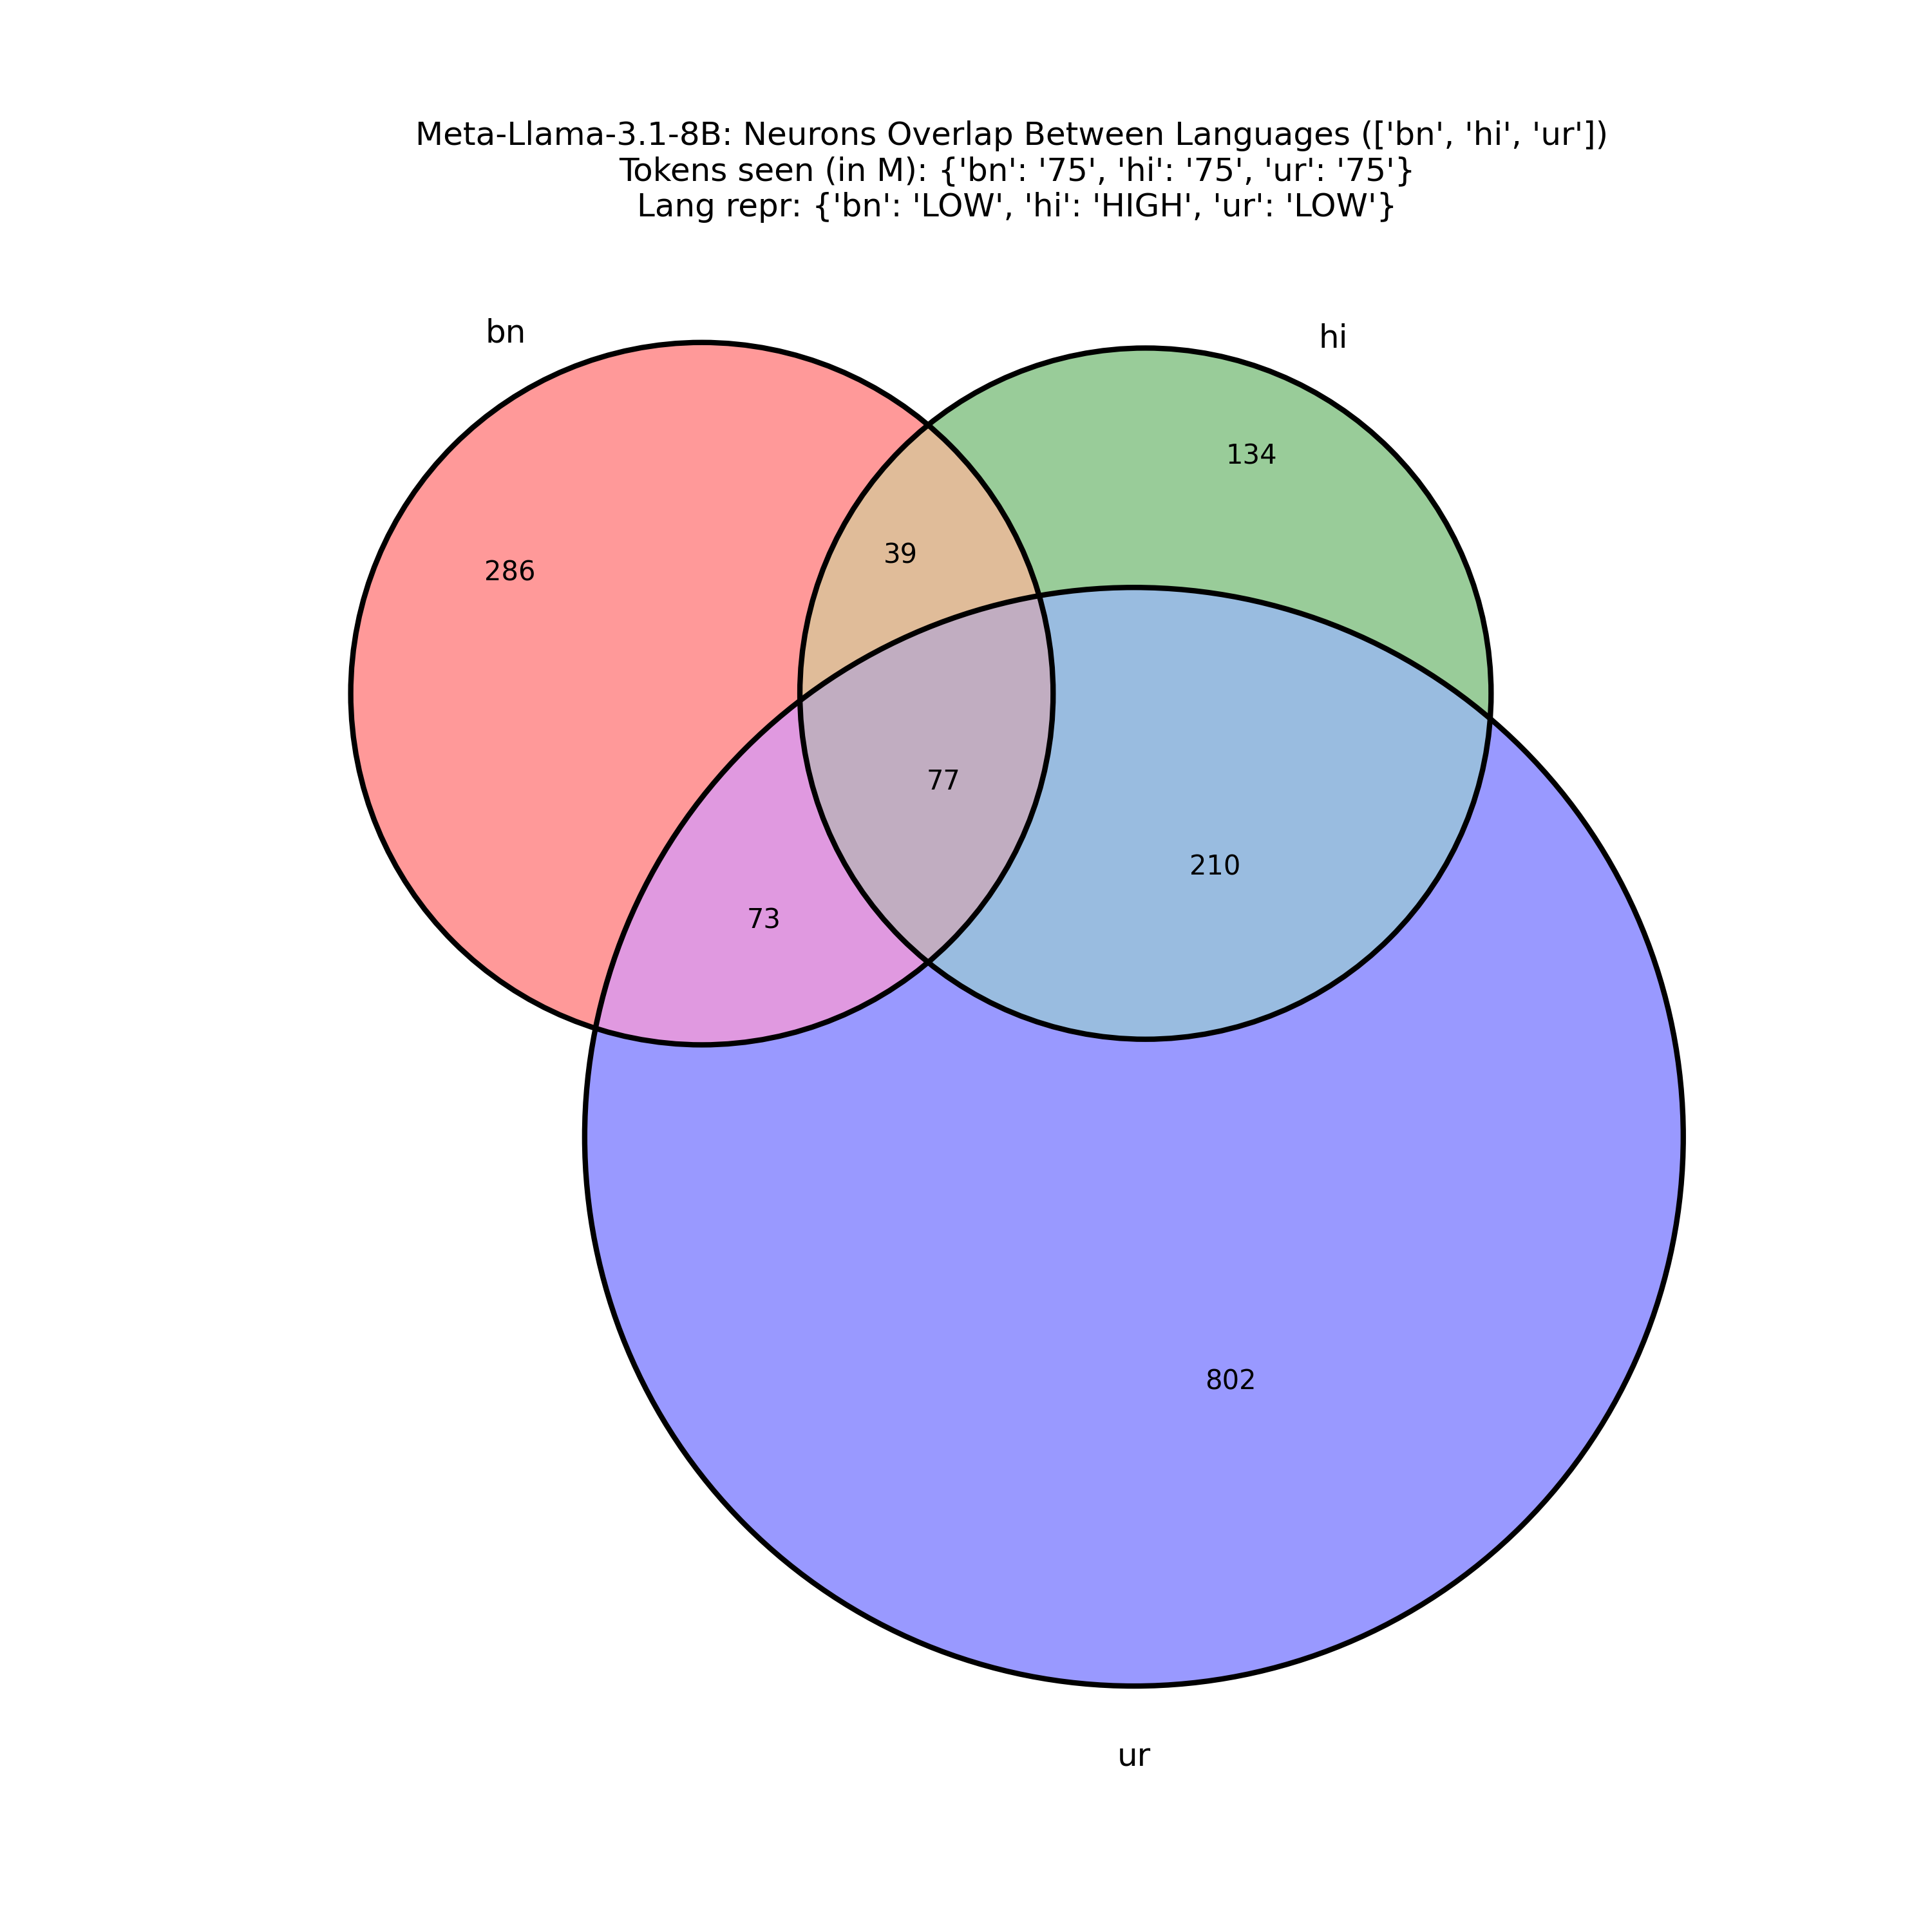 Meta-Llama-3.1-8B: Neurons Overlap Between Languages (['bn', 'hi', 'ur'])
Tokens seen (in M): {'bn': '75', 'hi': '75', 'ur': '75'}
Lang repr: {'bn': 'LOW', 'hi': 'HIGH', 'ur': 'LOW'}
bn
hi
134
39
286
77
210
73
802
ur